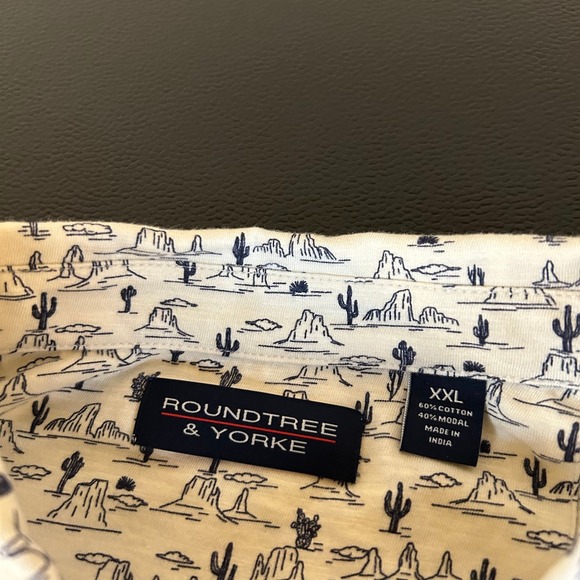 ROUNDTREE
& YORKE
XXL
60% COTTON
40% MODAL
MADE IN
INDIA